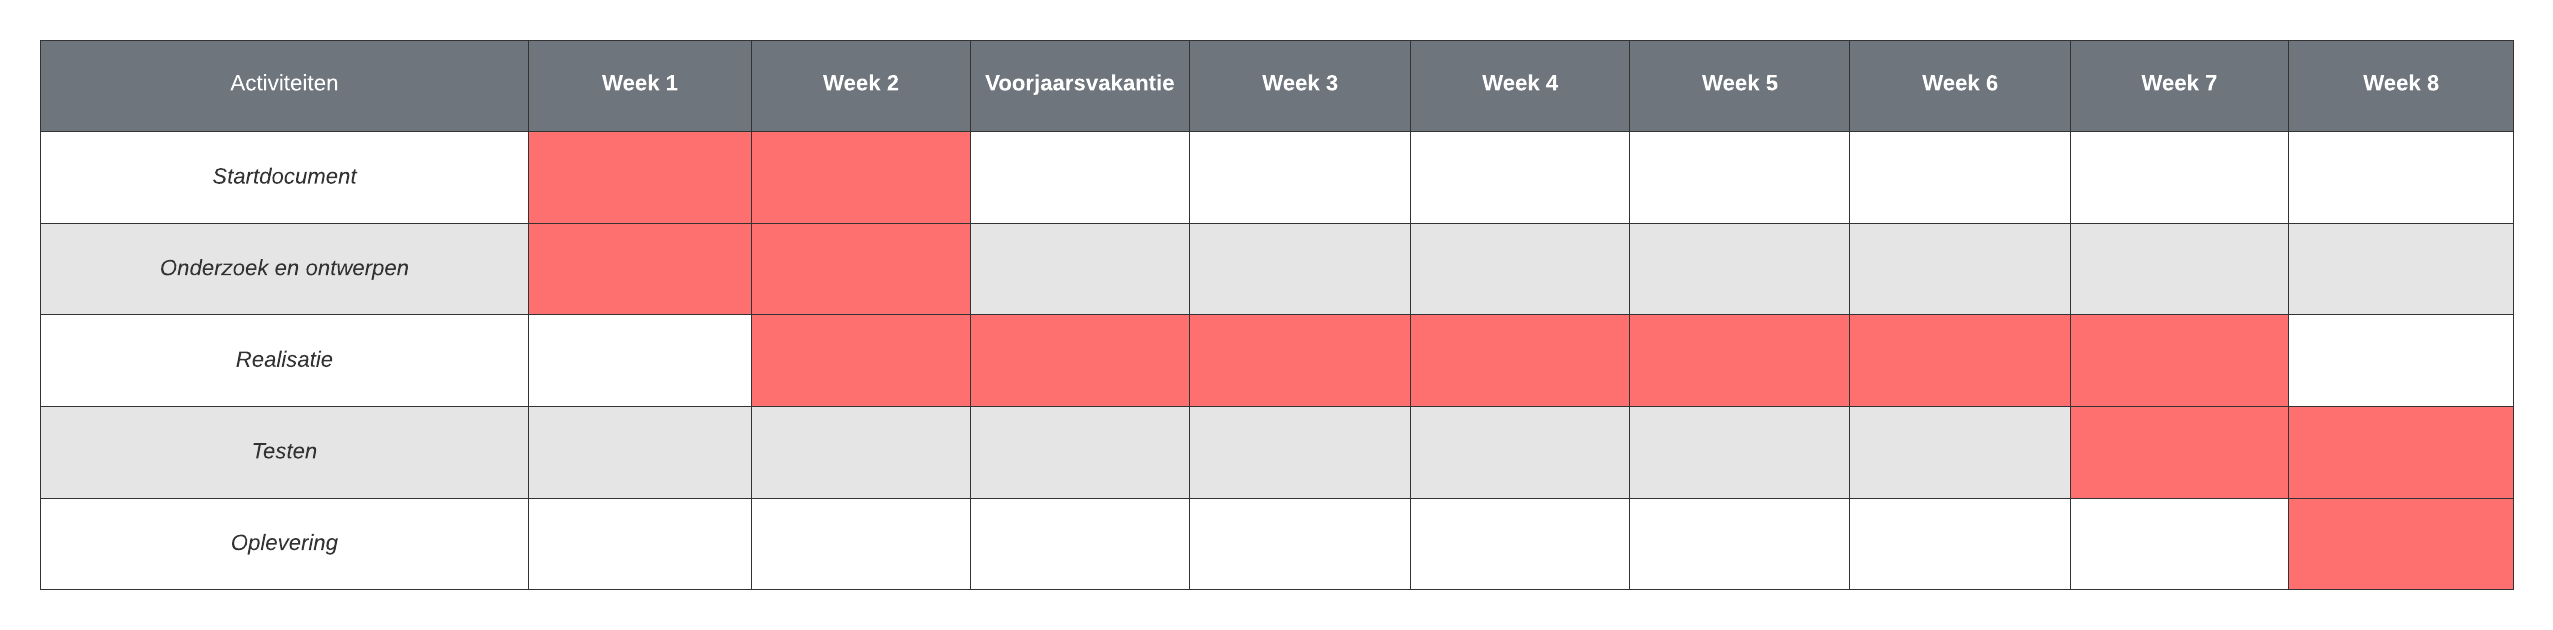 Activiteiten Week 1 Week 2 Voorjaarsvakantie Week 3 Week 4 Week 5 Week 6 Week 7 Week 8
Startdocument
Onderzoek en ontwerpen
Realisatie
Testen
Oplevering